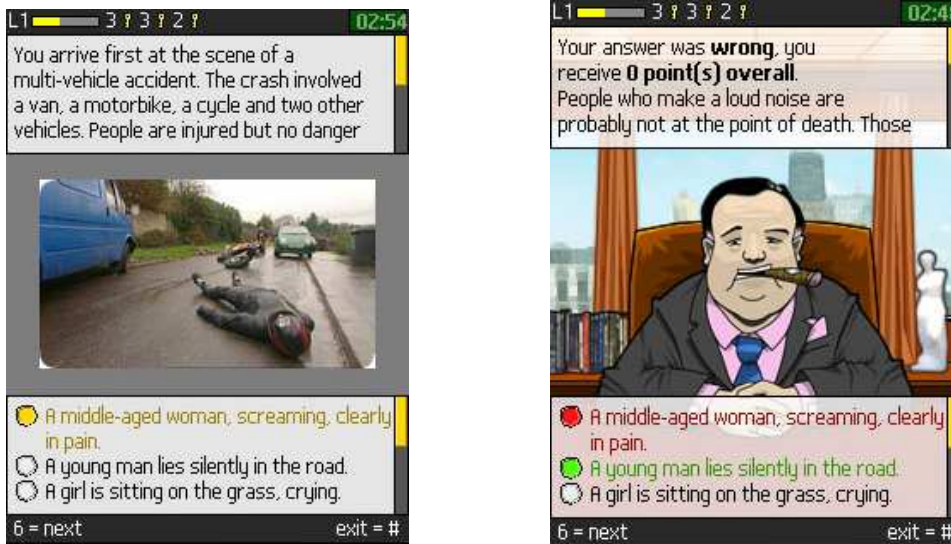 L1 3 3 2 02:54
You arrive first at the scene of a
multi-vehicle accident. The crash involved
a van, a motorbike, a cycle and two other
vehicles. People are injured but no danger
A middle-aged woman, screaming, clearly
in pain.
A young man lies silently in the road.
A girl is sitting on the grass, crying.
6 = next exit = #
L1 3 3 2 02:4
Your answer was wrong, you
receive 0 point(s) overall.
People who make a loud noise are
probably not at the point of death. Those
A middle-aged woman, screaming, clearly
in pain.
A young man lies silently in the road.
A girl is sitting on the grass, crying.
6 = next exit = #